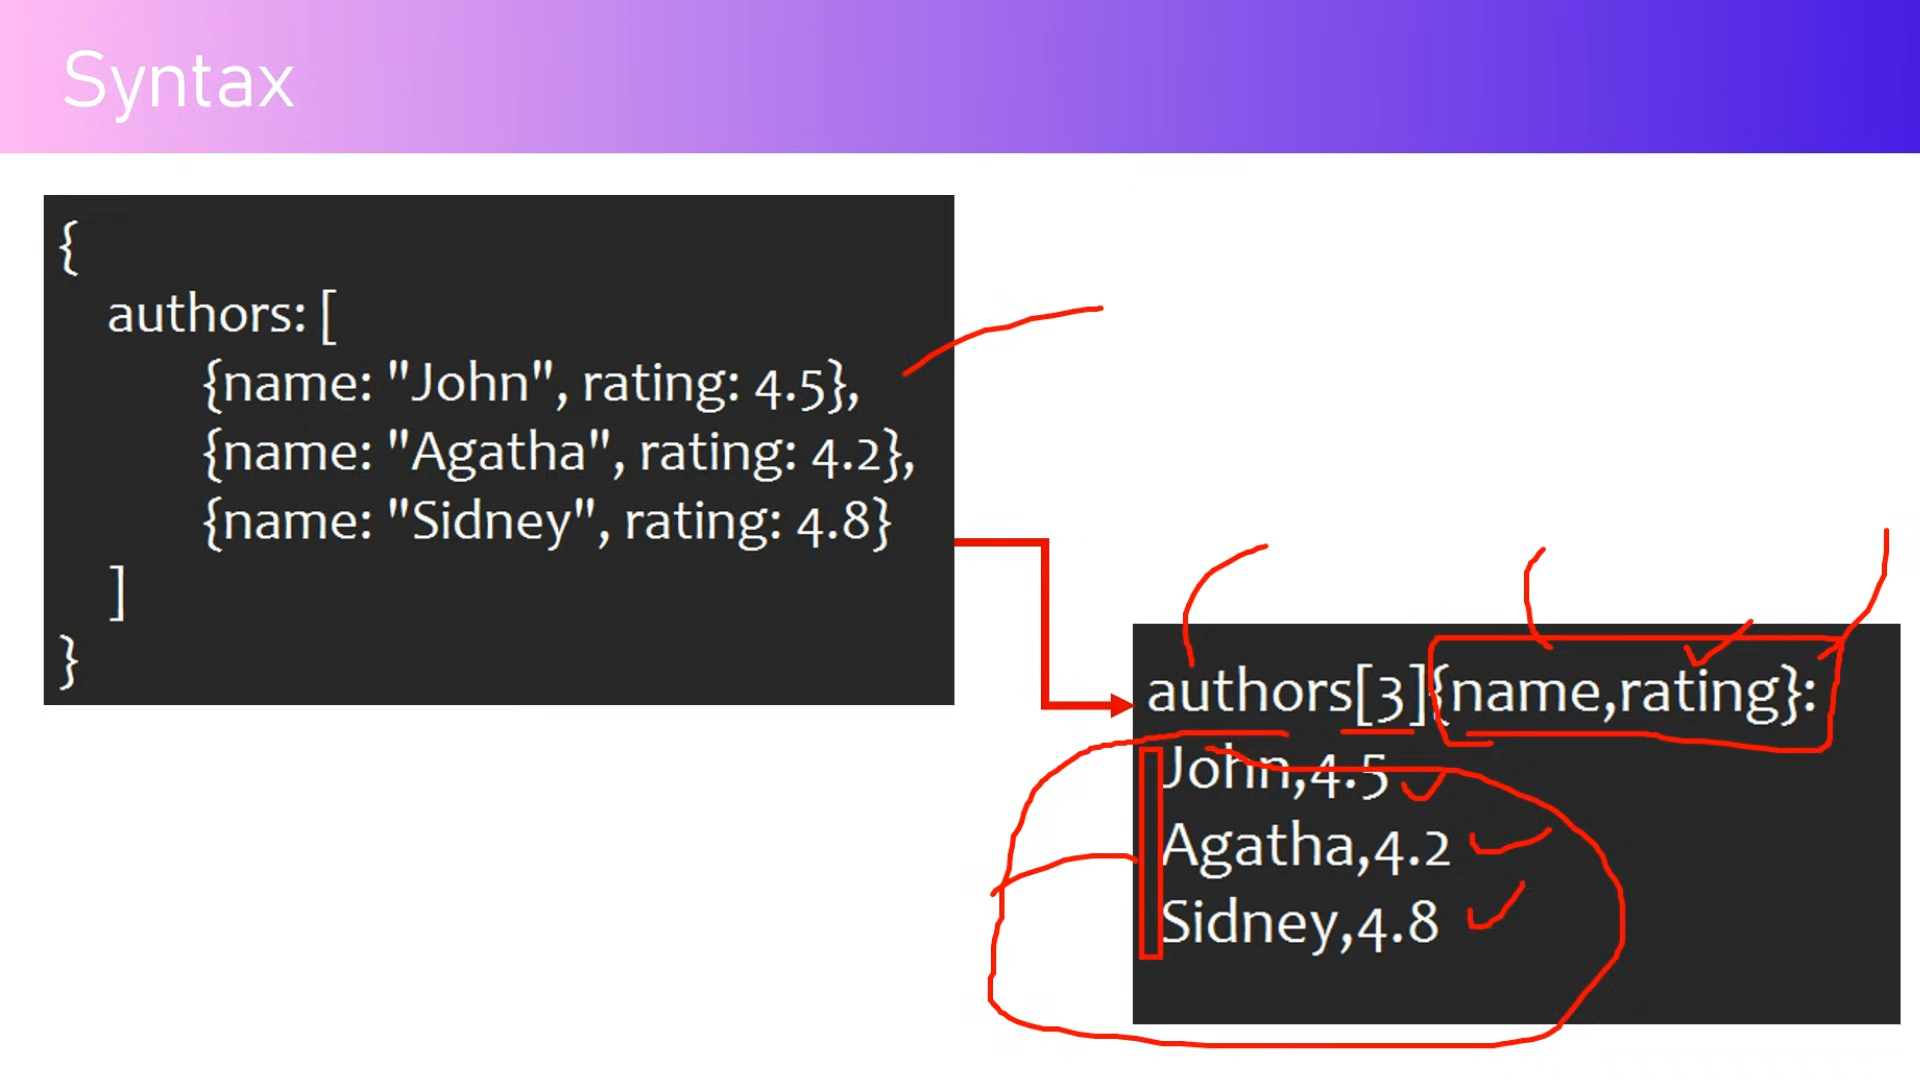 Syntax
{
authors: [
{name: "John", rating: 4.5},
{name: "Agatha", rating: 4.2},
{name: "Sidney", rating: 4.8}
]
}
authors[3]{name,rating}:
John,4.5
Agatha,4.2
Sidney,4.8